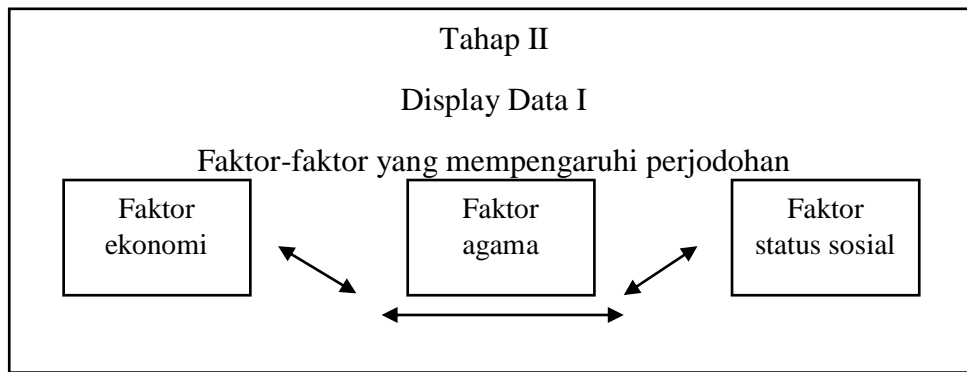 Tahap II
Display Data I
Faktor-faktor yang mempengaruhi perjodohan
Faktor
ekonomi
Faktor
agama
Faktor
status sosial